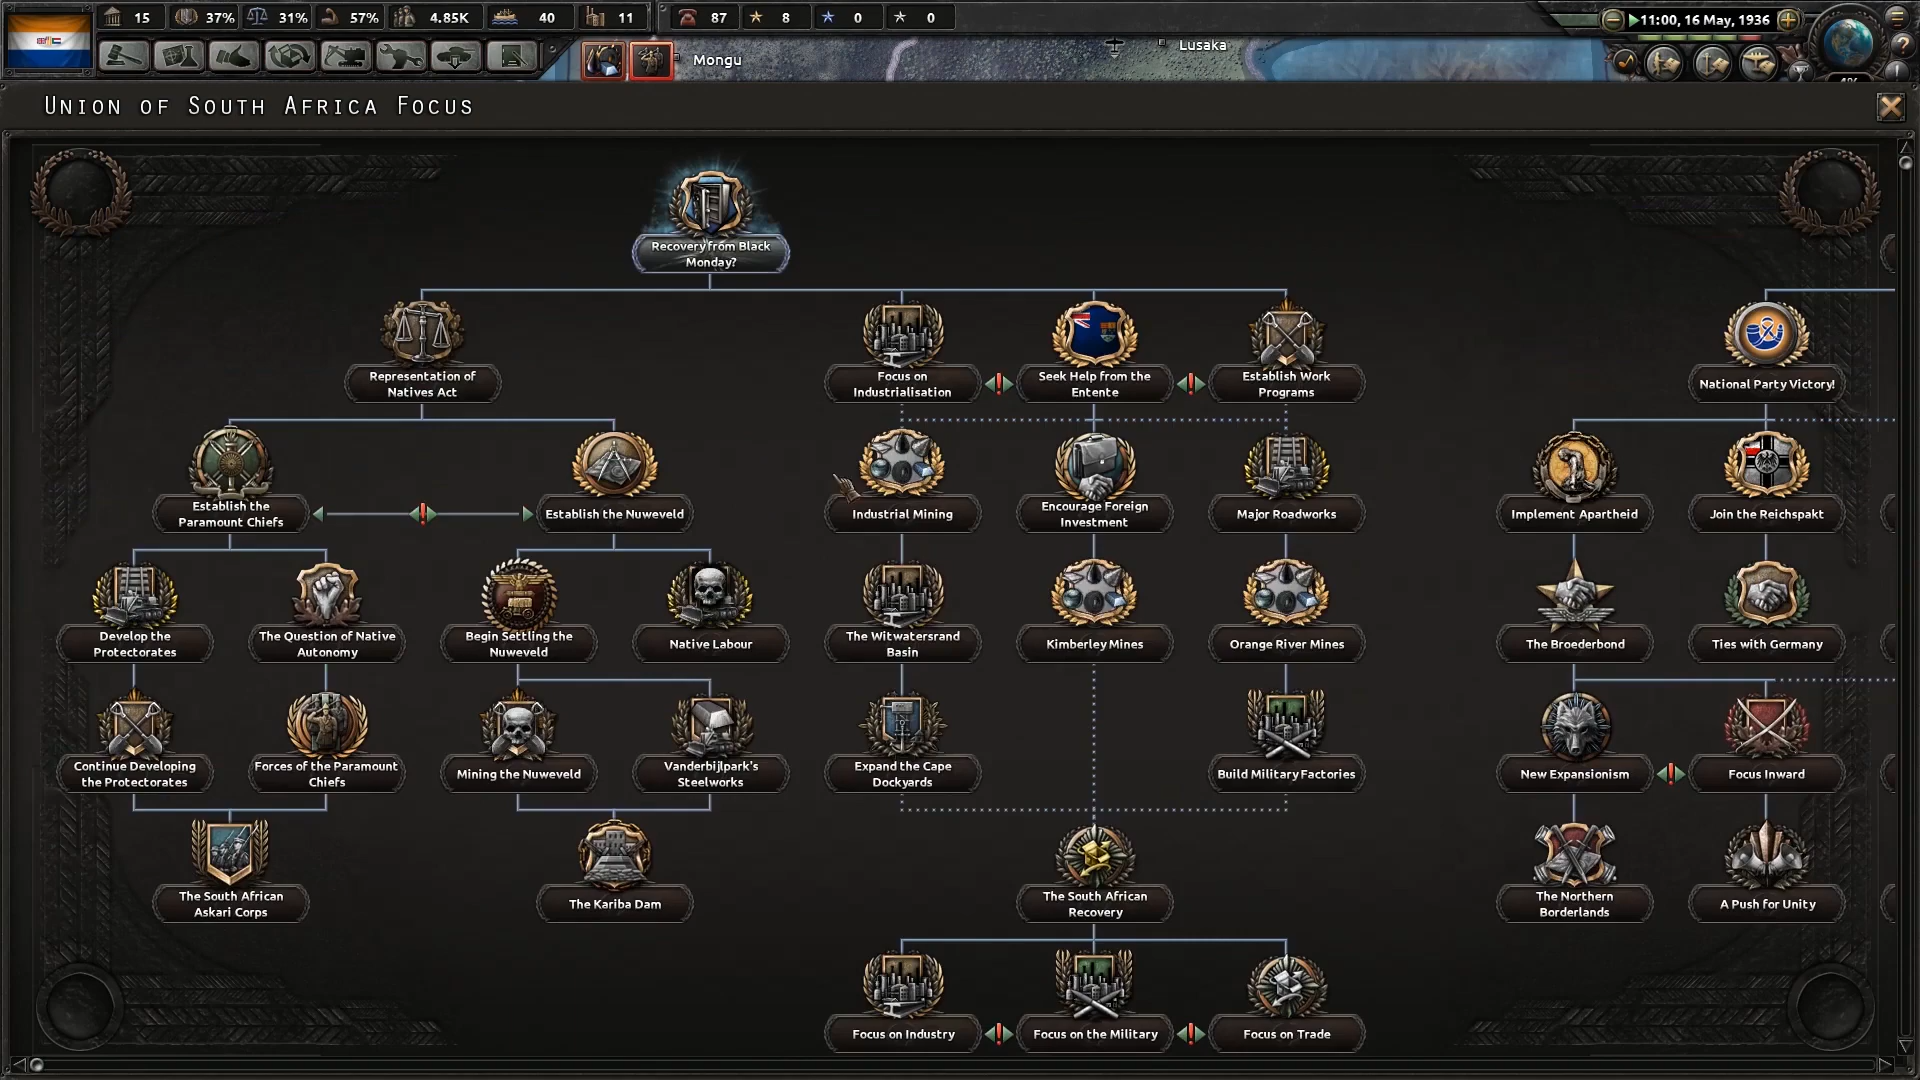 15
37%
31%
57%
4.85K
40
11
87
8
0
0
11:00, 16 May, 1936
Mongu
Lusaka
Union of South Africa Focus
Recovery from Black
Monday?
Representation of
Natives Act
Focus on
Industrialisation
Seek Help from the
Entente
Establish Work
Programs
National Party Victory!
Establish the
Paramount Chiefs
Establish the Nuweveld
Industrial Mining
Encourage Foreign
Investment
Major Roadworks
Implement Apartheid
Join the Reichspakt
Develop the
Protectorates
The Question of Native
Autonomy
Begin Settling the
Nuweveld
Native Labour
The Witwatersrand
Basin
Kimberley Mines
Orange River Mines
The Broederbond
Ties with Germany
Continue Developing
the Protectorates
Forces of the Paramount
Chiefs
Mining the Nuweveld
Vanderbijlpark's
Steelworks
Expand the Cape
Dockyards
Build Military Factories
New Expansionism
Focus Inward
The South African
Askari Corps
The Kariba Dam
The South African
Recovery
The Northern
Borderlands
A Push for Unity
Focus on Industry
Focus on the Military
Focus on Trade